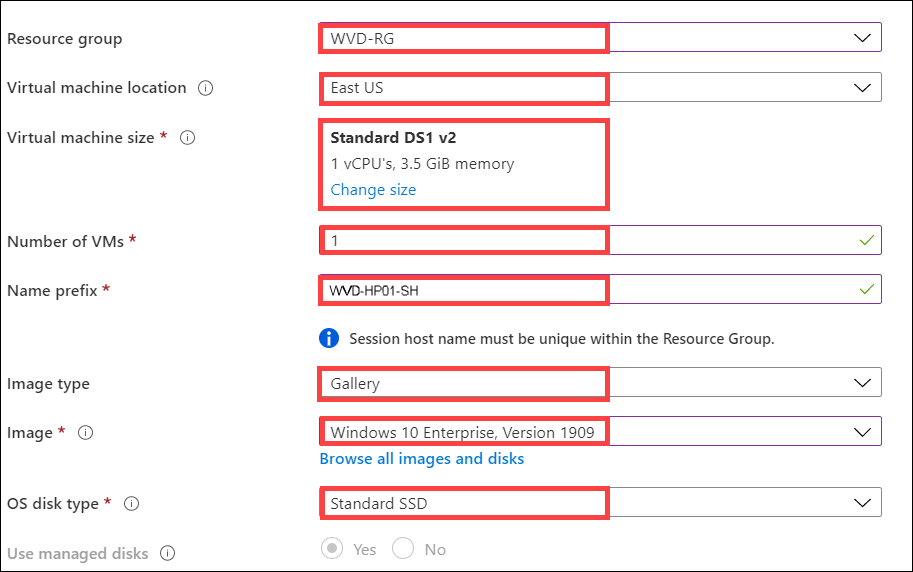 Resource group WVD-RG
Virtual machine location East US
Virtual machine size * Standard DS1 v2
1 vCPU's, 3.5 GiB memory
Change size
Number of VMs * 1
Name prefix * WVD-HP01-SH
Session host name must be unique within the Resource Group.
Image type Gallery
Image * Windows 10 Enterprise, Version 1909
Browse all images and disks
OS disk type * Standard SSD
Use managed disks Yes No